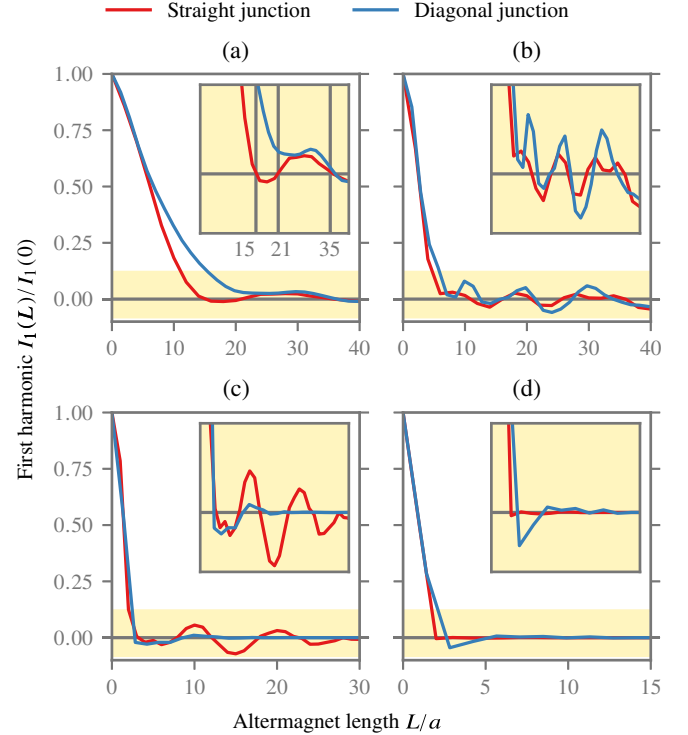 Straight junction Diagonal junction
(a) (b)
1.00
0.75
0.50
0.25
0.00
15 21 35
0 10 20 30 40
0 10 20 30 40
(c) (d)
1.00
0.75
0.50
0.25
0.00
0 10 20 30
0 5 10 15
First harmonic I₁(L)/I₁(0)
Altermagnet length L/a